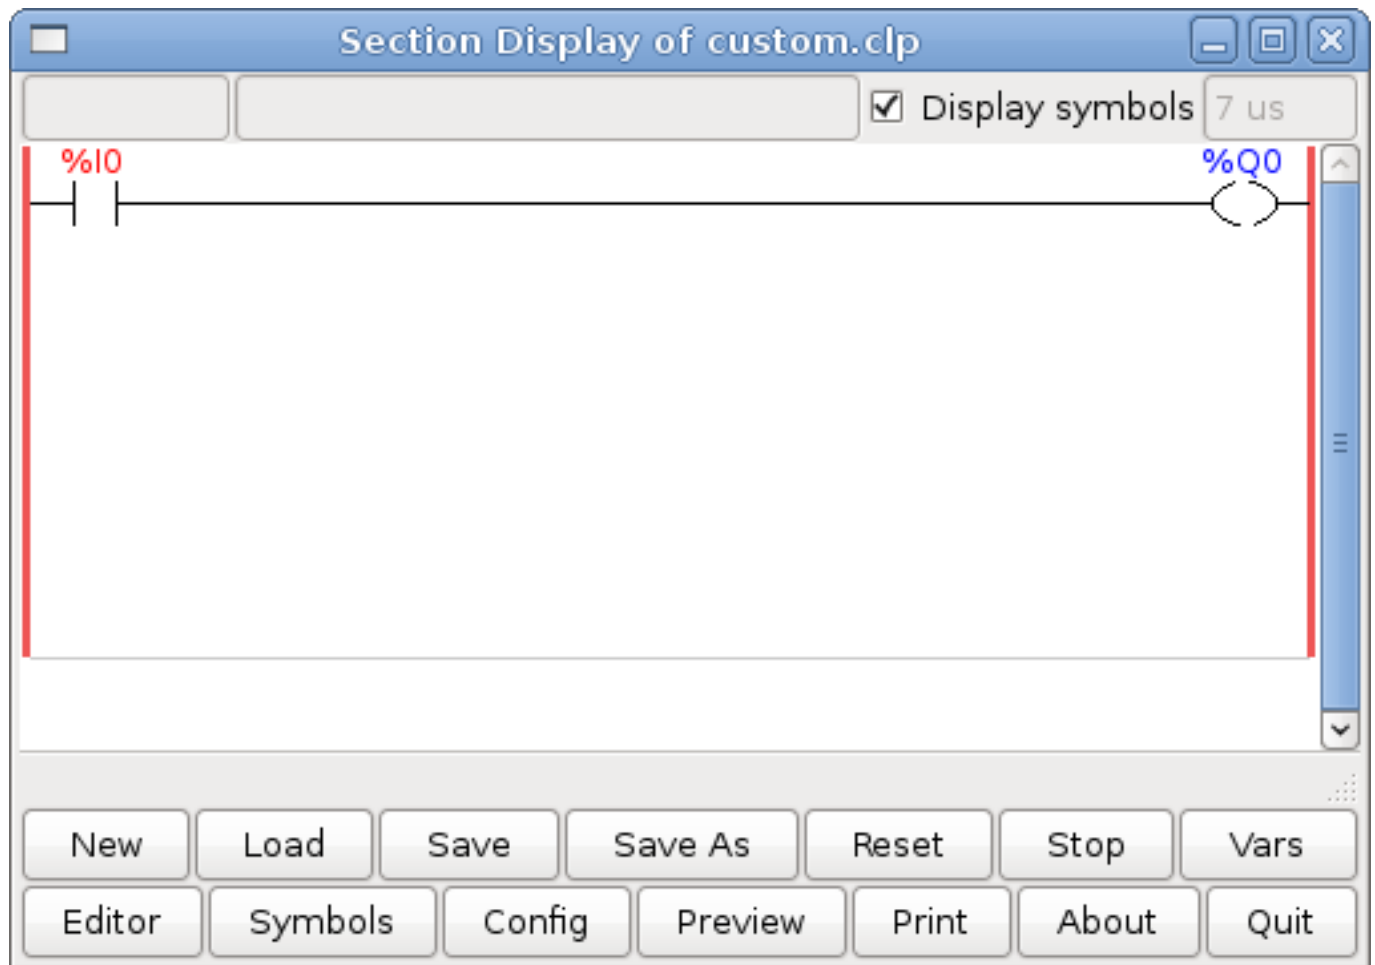 Section Display of custom.clp
Display symbols 7 us
%I0 %Q0
New Load Save Save As Reset Stop Vars
Editor Symbols Config Preview Print About Quit